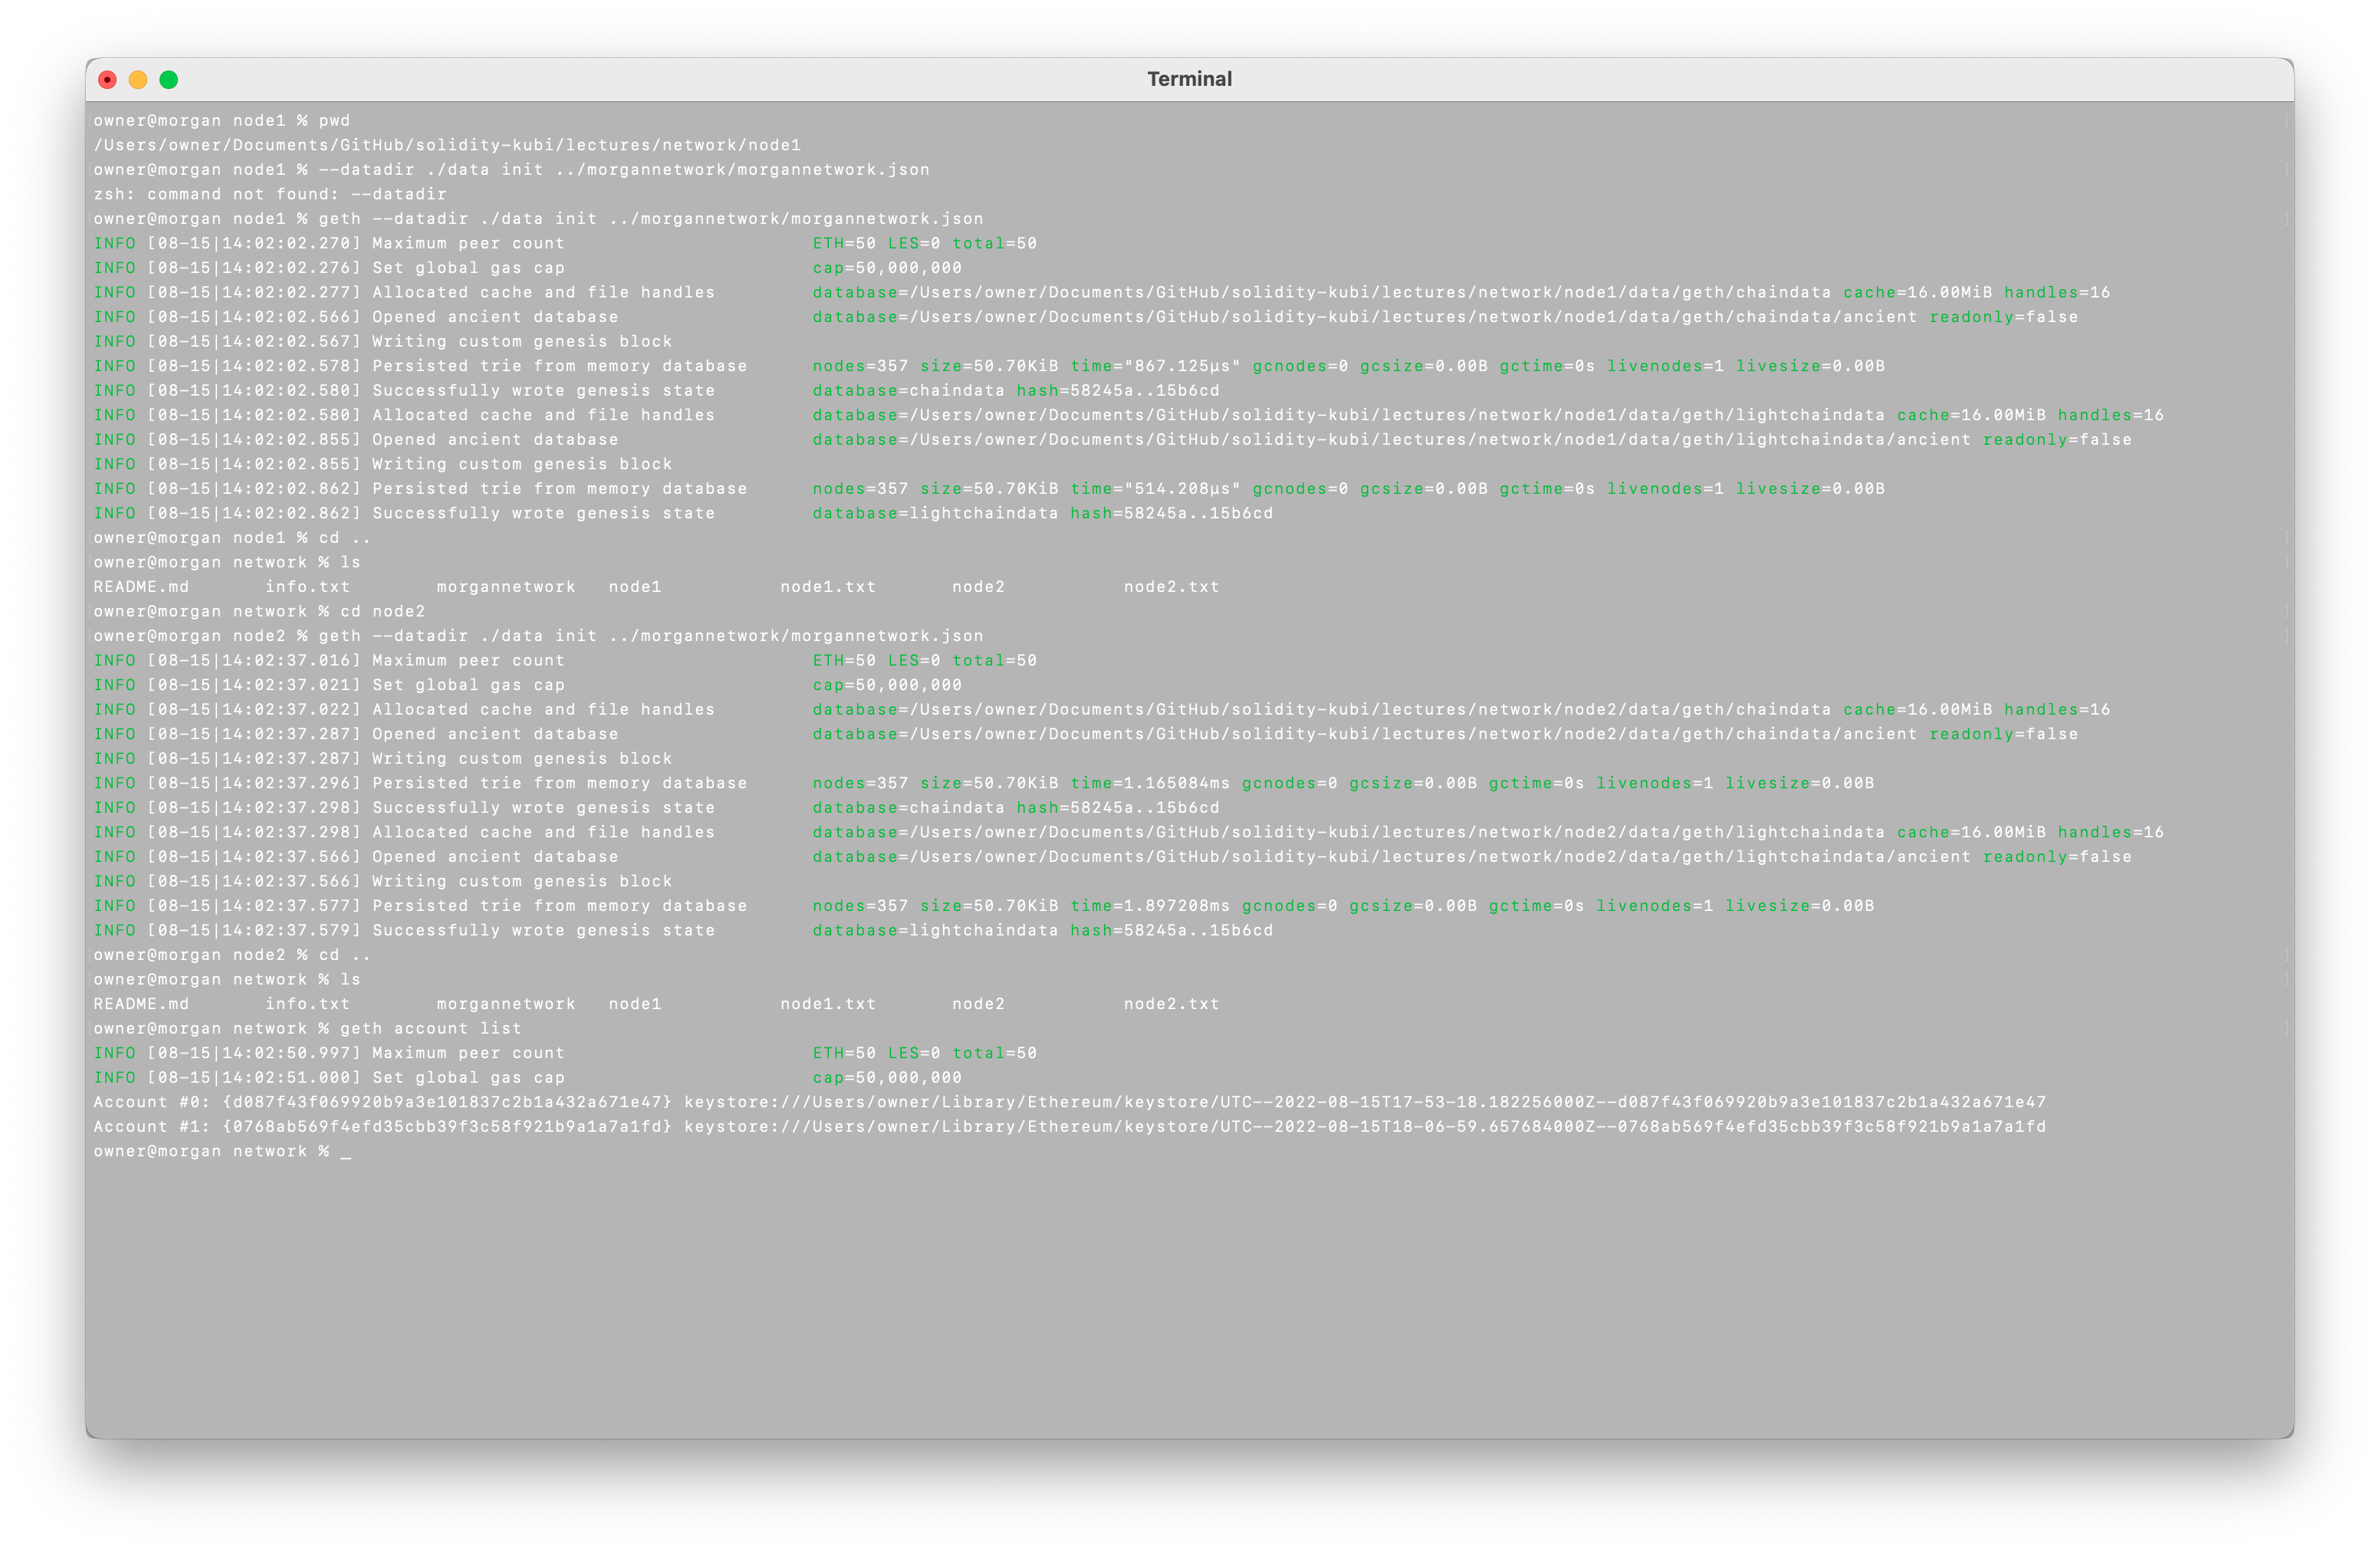 Terminal
owner@morgan node1 % pwd
/Users/owner/Documents/GitHub/solidity-kubi/lectures/network/node1
owner@morgan node1 % --datadir ./data init ../morgannetwork/morgannetwork.json
zsh: command not found: --datadir
owner@morgan node1 % geth --datadir ./data init ../morgannetwork/morgannetwork.json
INFO [08-15|14:02:02.270] Maximum peer count                       ETH=50 LES=0 total=50
INFO [08-15|14:02:02.276] Set global gas cap                       cap=50,000,000
INFO [08-15|14:02:02.277] Allocated cache and file handles         database=/Users/owner/Documents/GitHub/solidity-kubi/lectures/network/node1/data/geth/chaindata cache=16.00MiB handles=16
INFO [08-15|14:02:02.566] Opened ancient database                  database=/Users/owner/Documents/GitHub/solidity-kubi/lectures/network/node1/data/geth/chaindata/ancient readonly=false
INFO [08-15|14:02:02.567] Writing custom genesis block
INFO [08-15|14:02:02.578] Persisted trie from memory database      nodes=357 size=50.70KiB time="867.125µs" gcnodes=0 gcsize=0.00B gctime=0s livenodes=1 livesize=0.00B
INFO [08-15|14:02:02.580] Successfully wrote genesis state         database=chaindata hash=58245a..15b6cd
INFO [08-15|14:02:02.580] Allocated cache and file handles         database=/Users/owner/Documents/GitHub/solidity-kubi/lectures/network/node1/data/geth/lightchaindata cache=16.00MiB handles=16
INFO [08-15|14:02:02.855] Opened ancient database                  database=/Users/owner/Documents/GitHub/solidity-kubi/lectures/network/node1/data/geth/lightchaindata/ancient readonly=false
INFO [08-15|14:02:02.855] Writing custom genesis block
INFO [08-15|14:02:02.862] Persisted trie from memory database      nodes=357 size=50.70KiB time="514.208µs" gcnodes=0 gcsize=0.00B gctime=0s livenodes=1 livesize=0.00B
INFO [08-15|14:02:02.862] Successfully wrote genesis state         database=lightchaindata hash=58245a..15b6cd
owner@morgan node1 % cd ..
owner@morgan network % ls
README.md       info.txt        morgannetwork   node1           node1.txt       node2           node2.txt
owner@morgan network % cd node2
owner@morgan node2 % geth --datadir ./data init ../morgannetwork/morgannetwork.json
INFO [08-15|14:02:37.016] Maximum peer count                       ETH=50 LES=0 total=50
INFO [08-15|14:02:37.021] Set global gas cap                       cap=50,000,000
INFO [08-15|14:02:37.022] Allocated cache and file handles         database=/Users/owner/Documents/GitHub/solidity-kubi/lectures/network/node2/data/geth/chaindata cache=16.00MiB handles=16
INFO [08-15|14:02:37.287] Opened ancient database                  database=/Users/owner/Documents/GitHub/solidity-kubi/lectures/network/node2/data/geth/chaindata/ancient readonly=false
INFO [08-15|14:02:37.287] Writing custom genesis block
INFO [08-15|14:02:37.296] Persisted trie from memory database      nodes=357 size=50.70KiB time=1.165084ms gcnodes=0 gcsize=0.00B gctime=0s livenodes=1 livesize=0.00B
INFO [08-15|14:02:37.298] Successfully wrote genesis state         database=chaindata hash=58245a..15b6cd
INFO [08-15|14:02:37.298] Allocated cache and file handles         database=/Users/owner/Documents/GitHub/solidity-kubi/lectures/network/node2/data/geth/lightchaindata cache=16.00MiB handles=16
INFO [08-15|14:02:37.566] Opened ancient database                  database=/Users/owner/Documents/GitHub/solidity-kubi/lectures/network/node2/data/geth/lightchaindata/ancient readonly=false
INFO [08-15|14:02:37.566] Writing custom genesis block
INFO [08-15|14:02:37.577] Persisted trie from memory database      nodes=357 size=50.70KiB time=1.897208ms gcnodes=0 gcsize=0.00B gctime=0s livenodes=1 livesize=0.00B
INFO [08-15|14:02:37.579] Successfully wrote genesis state         database=lightchaindata hash=58245a..15b6cd
owner@morgan node2 % cd ..
owner@morgan network % ls
README.md       info.txt        morgannetwork   node1           node1.txt       node2           node2.txt
owner@morgan network % geth account list
INFO [08-15|14:02:50.997] Maximum peer count                       ETH=50 LES=0 total=50
INFO [08-15|14:02:51.000] Set global gas cap                       cap=50,000,000
Account #0: {d087f43f069920b9a3e101837c2b1a432a671e47} keystore:///Users/owner/Library/Ethereum/keystore/UTC--2022-08-15T17-53-18.182256000Z--d087f43f069920b9a3e101837c2b1a432a671e47
Account #1: {0768ab569f4efd35cbb39f3c58f921b9a1a7a1fd} keystore:///Users/owner/Library/Ethereum/keystore/UTC--2022-08-15T18-06-59.657684000Z--0768ab569f4efd35cbb39f3c58f921b9a1a7a1fd
owner@morgan network % _